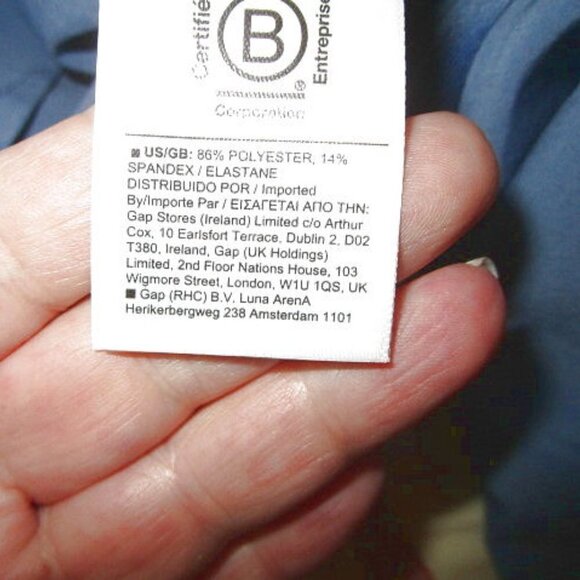 Certifié
B
Entreprise
®
Corporation
US/GB: 86% POLYESTER, 14%
SPANDEX / ELASTANE
DISTRIBUIDO POR / Imported
By/Importe Par / ΕΙΣΑΓΕΤΑΙ ΑΠΟ ΤΗΝ:
Gap Stores (Ireland) Limited c/o Arthur
Cox, 10 Earlsfort Terrace, Dublin 2, D02
T380, Ireland, Gap (UK Holdings)
Limited, 2nd Floor Nations House, 103
Wigmore Street, London, W1U 1QS, UK
■ Gap (RHC) B.V. Luna ArenA
Herikerbergweg 238 Amsterdam 1101